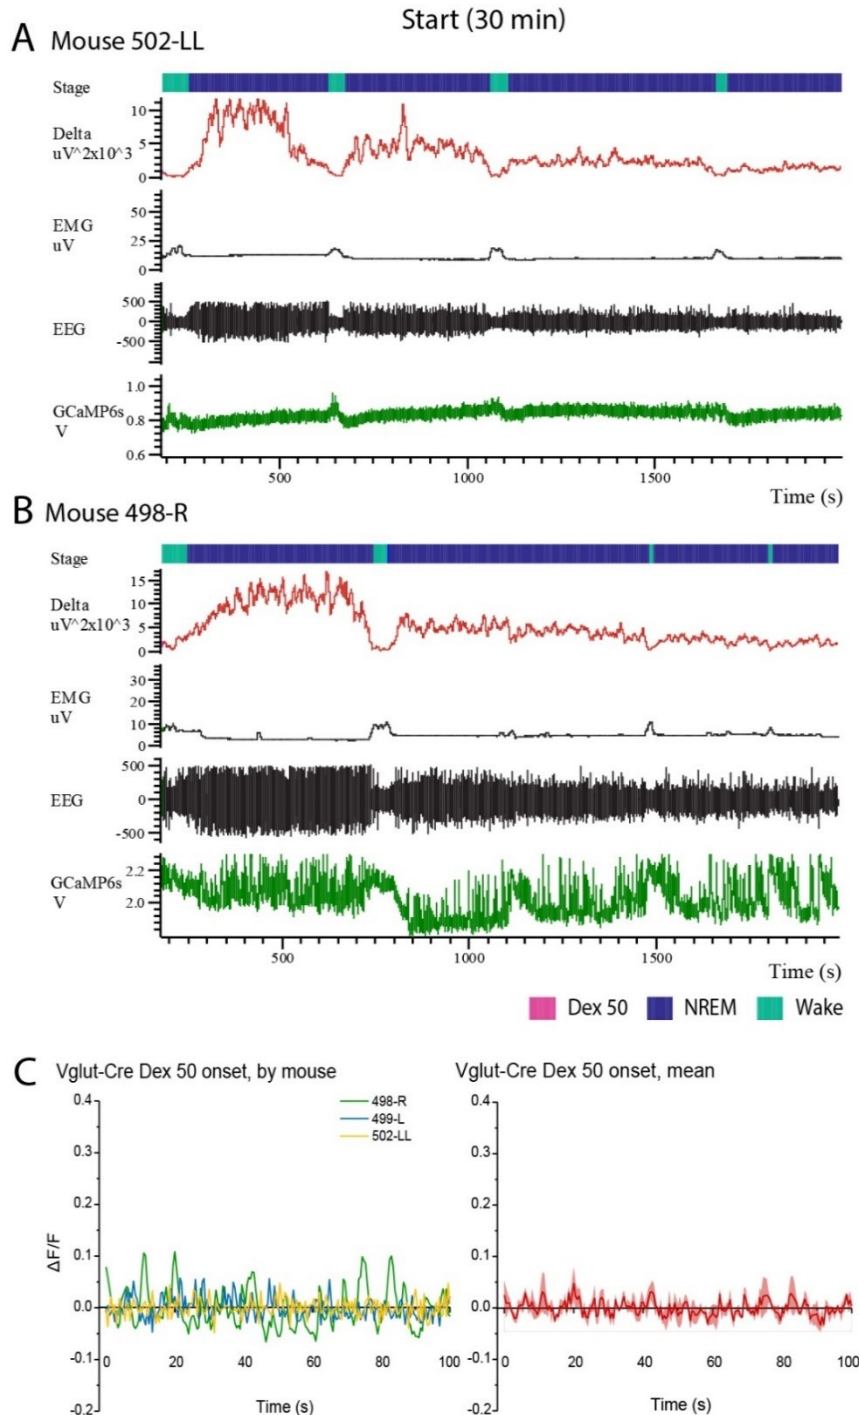 Start (30 min)
A Mouse 502-LL
Stage
10
Delta
uV^2x10^3
5
0
EMG
uV
50
25
0
500
EEG
0
-500
1.0
GCaMP6s
V
0.8
0.6
500 1000 1500
Time (s)
B Mouse 498-R
Stage
15
Delta
uV^2x10^3
10
5
0
EMG
uV
30
20
10
0
500
EEG
0
-500
GCaMP6s
V
2.2
2.0
500 1000 1500
Time (s)
Dex 50 NREM Wake
C Vglut-Cre Dex 50 onset, by mouse
0.4
498-R
499-L
502-LL
0.3
0.2
ΔF/F
0.1
0.0
-0.1
0 20 40 60 80 100
-0.2
Time (s)
Vglut-Cre Dex 50 onset, mean
0.4
0.3
0.2
0.1
0.0
-0.1
0 20 40 60 80 100
-0.2
Time (s)